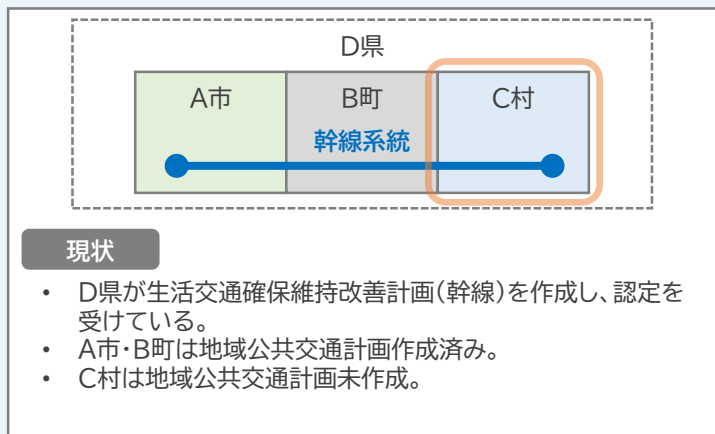 D県
A市
B町
C村
幹線系統
現状
• D県が生活交通確保維持改善計画(幹線)を作成し、認定を
受けている。
• A市・B町は地域公共交通計画作成済み。
• C村は地域公共交通計画未作成。